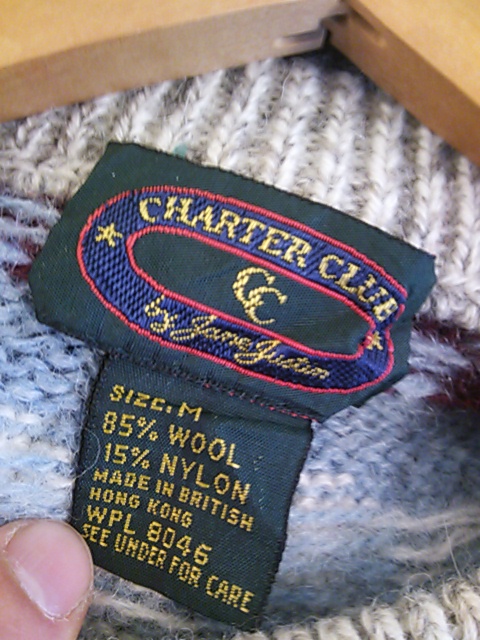 CHARTER CLUB
CC
by Jane Justin
SIZE: M
85% WOOL
15% NYLON
MADE IN BRITISH
HONG KONG
WPL 8046
SEE UNDER FOR CARE